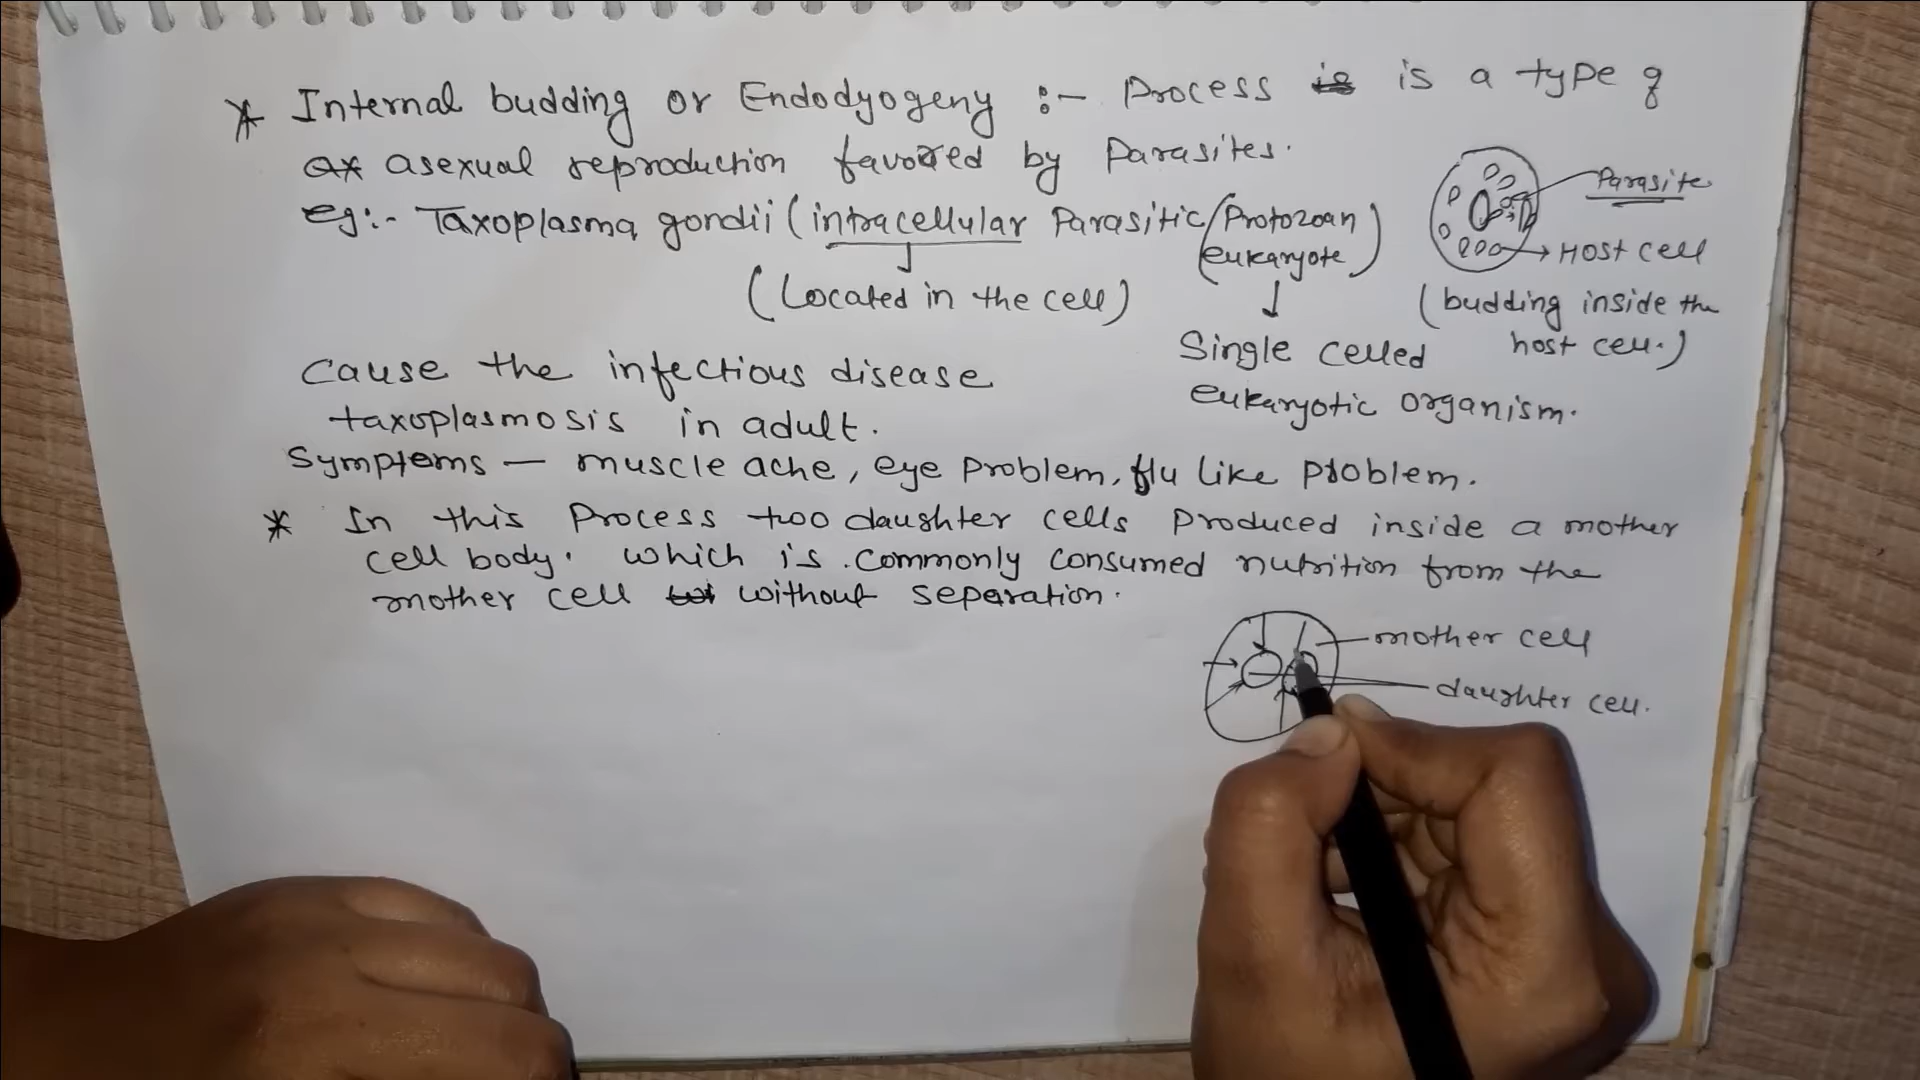 * Internal budding or Endodyogeny :- Process is is a type of
asexual reproduction favored by Parasites.
eg:- Taxoplasma gondii (intracellular Parasitic/Protozoan
eukaryote)
(Located in the cell)
Single celled
eukaryotic organism.
Parasite
Host cell
(budding inside the
host cell.)
Cause the infectious disease
taxoplasmosis in adult.
Symptoms — muscle ache, eye problem, flu like problem.
* In this Process two daughter cells produced inside a mother
cell body. which is commonly consumed nutrition from the
mother cell without separation.
mother cell
daughter cell.